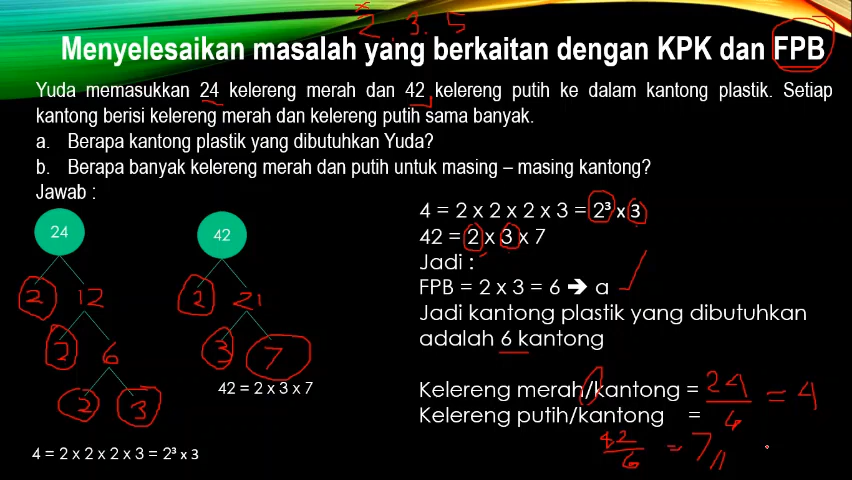 2 . 3 . 5
Menyelesaikan masalah yang berkaitan dengan KPK dan FPB
Yuda memasukkan 24 kelereng merah dan 42 kelereng putih ke dalam kantong plastik. Setiap
kantong berisi kelereng merah dan kelereng putih sama banyak.
a. Berapa kantong plastik yang dibutuhkan Yuda?
b. Berapa banyak kelereng merah dan putih untuk masing – masing kantong?
Jawab :
24
2 12
2 6
2 3
4 = 2 x 2 x 2 x 3 = 2³ x 3
42
2 21
3 7
42 = 2 x 3 x 7
4 = 2 x 2 x 2 x 3 = 2³ x 3
42 = 2 x 3 x 7
Jadi :
FPB = 2 x 3 = 6 → a
Jadi kantong plastik yang dibutuhkan
adalah 6 kantong
Kelereng merah/kantong = 24/6 = 4
Kelereng putih/kantong =
42/6 = 7